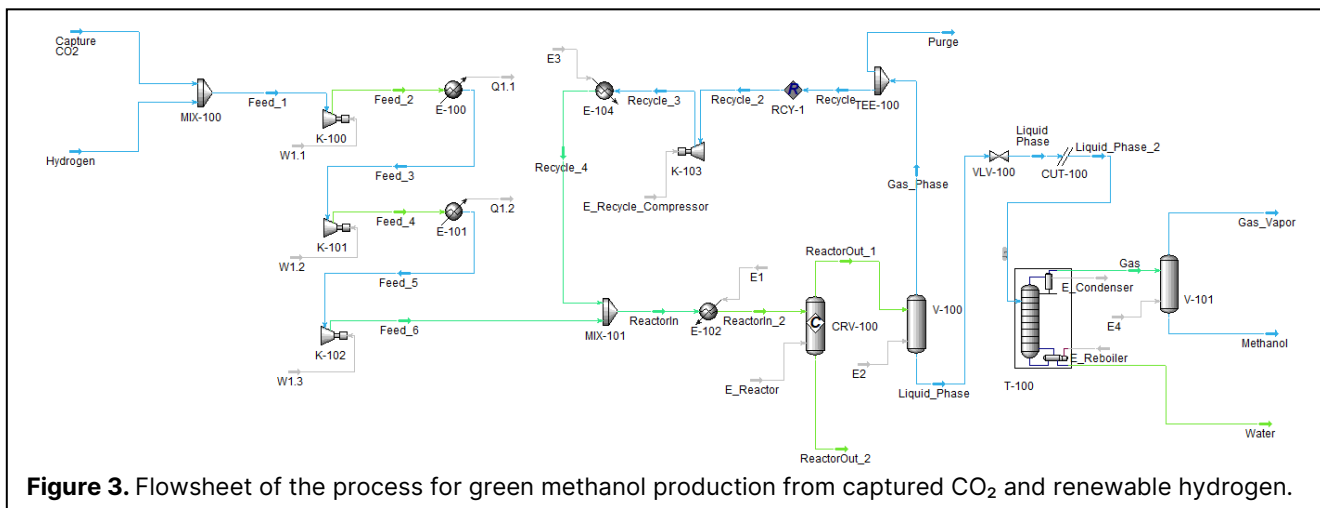 Capture
CO2
MIX-100
Feed_1
Hydrogen
Feed_2
Q1.1
E-100
K-100
W1.1
Feed_3
Feed_4
Q1.2
E-101
K-101
W1.2
Feed_5
Feed_6
K-102
W1.3
E3
E-104
Recycle_3
Recycle_2
RCY-1
R
Recycle
TEE-100
Purge
Recycle_4
K-103
E_Recycle_Compressor
Gas_Phase
MIX-101
ReactorIn
E1
E-102
ReactorIn_2
ReactorOut_1
C
CRV-100
E_Reactor
ReactorOut_2
V-100
E2
Liquid_Phase
Liquid
Phase
VLV-100
CUT-100
Liquid_Phase_2
Gas
E_Condenser
E_Reboiler
T-100
Gas_Vapor
V-101
E4
Methanol
Water
Figure 3. Flowsheet of the process for green methanol production from captured CO₂ and renewable hydrogen.